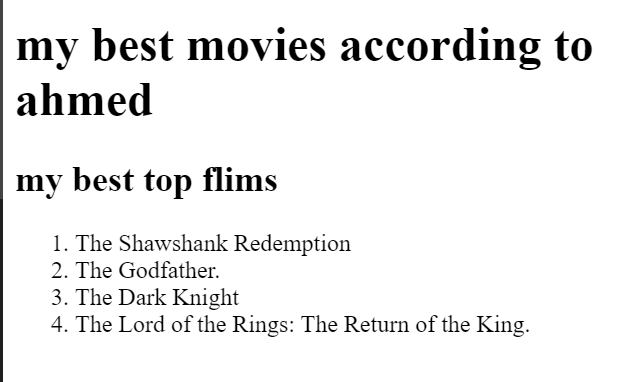 my best movies according to
ahmed
my best top flims
1. The Shawshank Redemption
2. The Godfather.
3. The Dark Knight
4. The Lord of the Rings: The Return of the King.